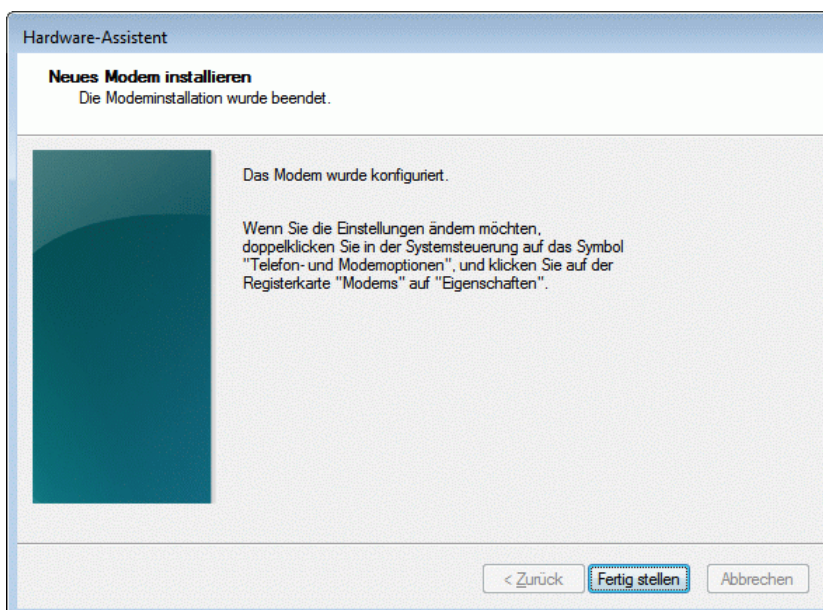 Hardware-Assistent
Neues Modem installieren
Die Modeminstallation wurde beendet.
Das Modem wurde konfiguriert.
Wenn Sie die Einstellungen ändern möchten,
doppelklicken Sie in der Systemsteuerung auf das Symbol
"Telefon- und Modemoptionen", und klicken Sie auf der
Registerkarte "Modems" auf "Eigenschaften".
< Zurück Fertig stellen Abbrechen